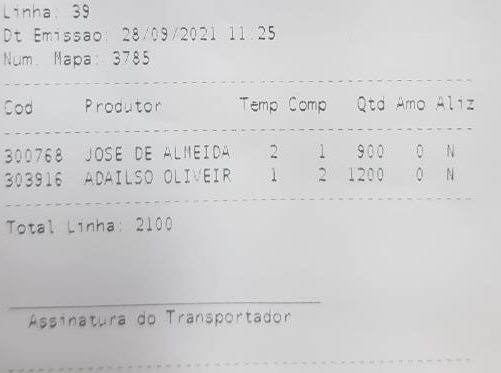 Linha: 39
Dt Emissao: 28/09/2021 11:25
Num. Mapa: 3785
Cod Produtor Temp Comp Qtd Amo Aliz
300768 JOSE DE ALMEIDA 2 1 900 0 N
303916 ADAILSO OLIVEIR 1 2 1200 0 N
Total Linha: 2100
Assinatura do Transportador